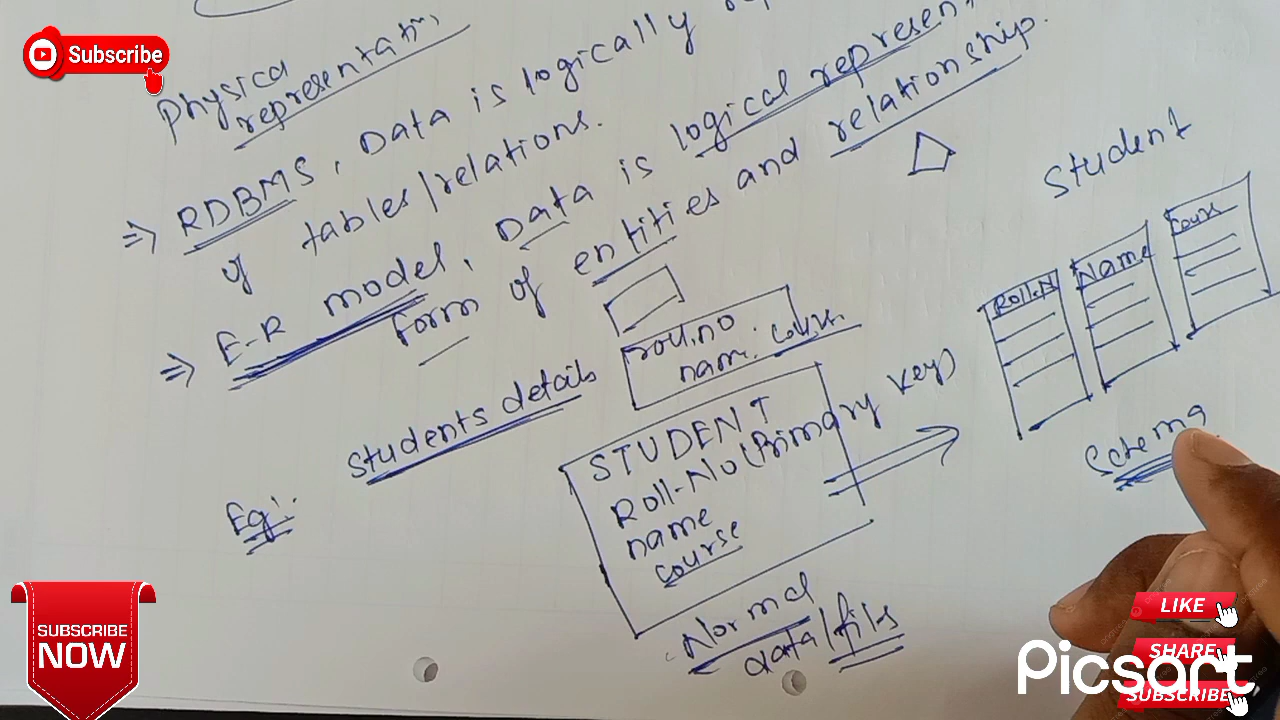 Subscribe
Physical
representation
=> RDBMS, Data is logically
of tables/relations.
=> E-R model, Data is logical represent
form of entities and relationship.
students details
roll.no
name. course.
Eg:-
STUDENT
Roll-No (Primary key)
name
course
Normal
data/file
Student
Roll.N
Name
Course
Schema
SUBSCRIBE
NOW
LIKE
SHARE
SUBSCRIBE
Picsart